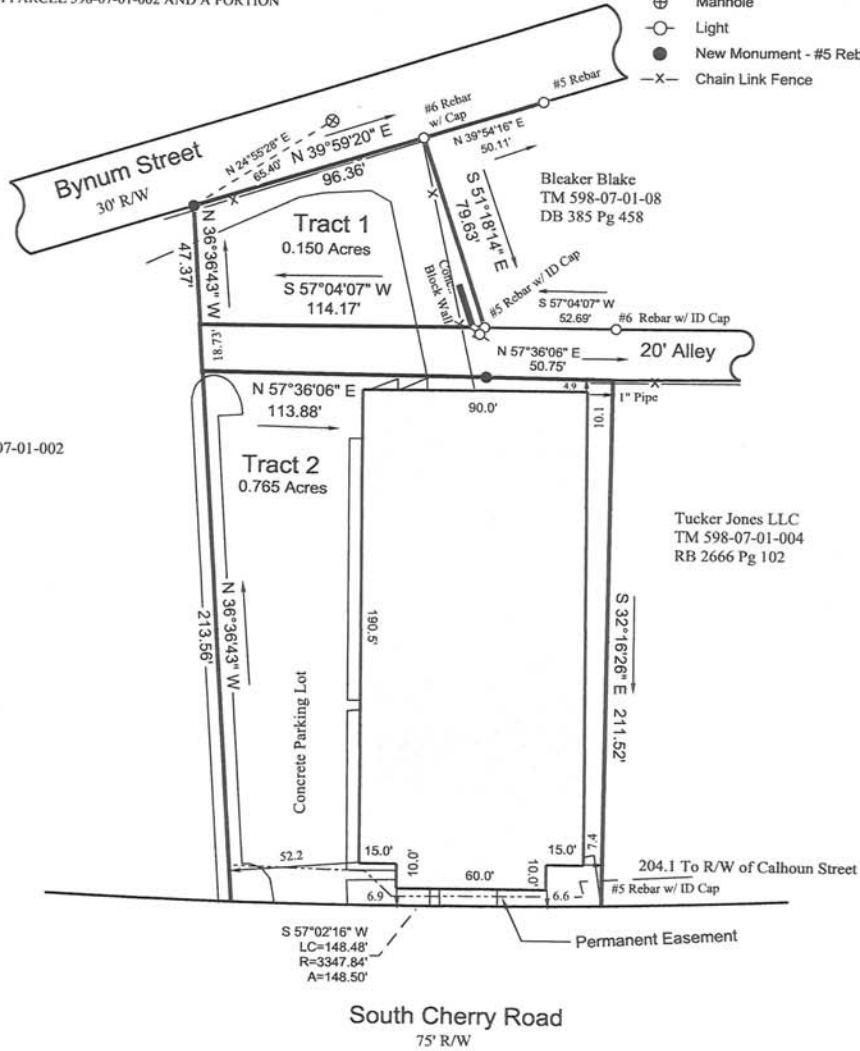 PARCEL 598-07-01-002 AND A PORTION
Manhole
Light
New Monument - #5 Reb
Chain Link Fence
-X-
#5 Rebar
#6 Rebar
w/ Cap
N 39°54'16" E
50.11'
N 24°55'28" E
65.40'
N 39°59'20" E
96.36'
Bynum Street
30' R/W
Bleaker Blake
TM 598-07-01-08
DB 385 Pg 458
S 51°18'14" E
79.63'
X
X
X
Tract 1
0.150 Acres
N 36°36'43" W
47.37'
S 57°04'07" W
114.17'
Conc.
Block Wall
#5 Rebar w/ ID Cap
S 57°04'07" W
52.69'
#6 Rebar w/ ID Cap
18.73'
N 57°36'06" E
50.75'
20' Alley
N 57°36'06" E
113.88'
4.9
X
1" Pipe
90.0'
10.1
07-01-002
Tract 2
0.765 Acres
Tucker Jones LLC
TM 598-07-01-004
RB 2666 Pg 102
N 36°36'43" W
213.56'
190.5'
S 32°16'26" E 211.52'
Concrete Parking Lot
52.2
15.0'
10.0'
60.0'
10.0'
15.0'
7.4
204.1 To R/W of Calhoun Street
#5 Rebar w/ ID Cap
6.9
6.6
S 57°02'16" W
LC=148.48'
R=3347.84'
A=148.50'
Permanent Easement
South Cherry Road
75' R/W